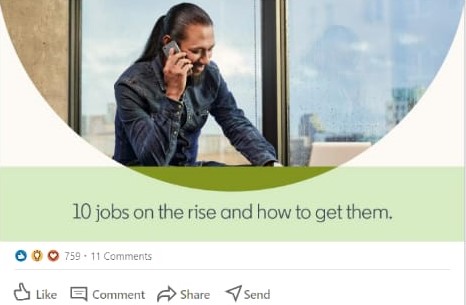 10 jobs on the rise and how to get them.
759 · 11 Comments
Like Comment Share Send